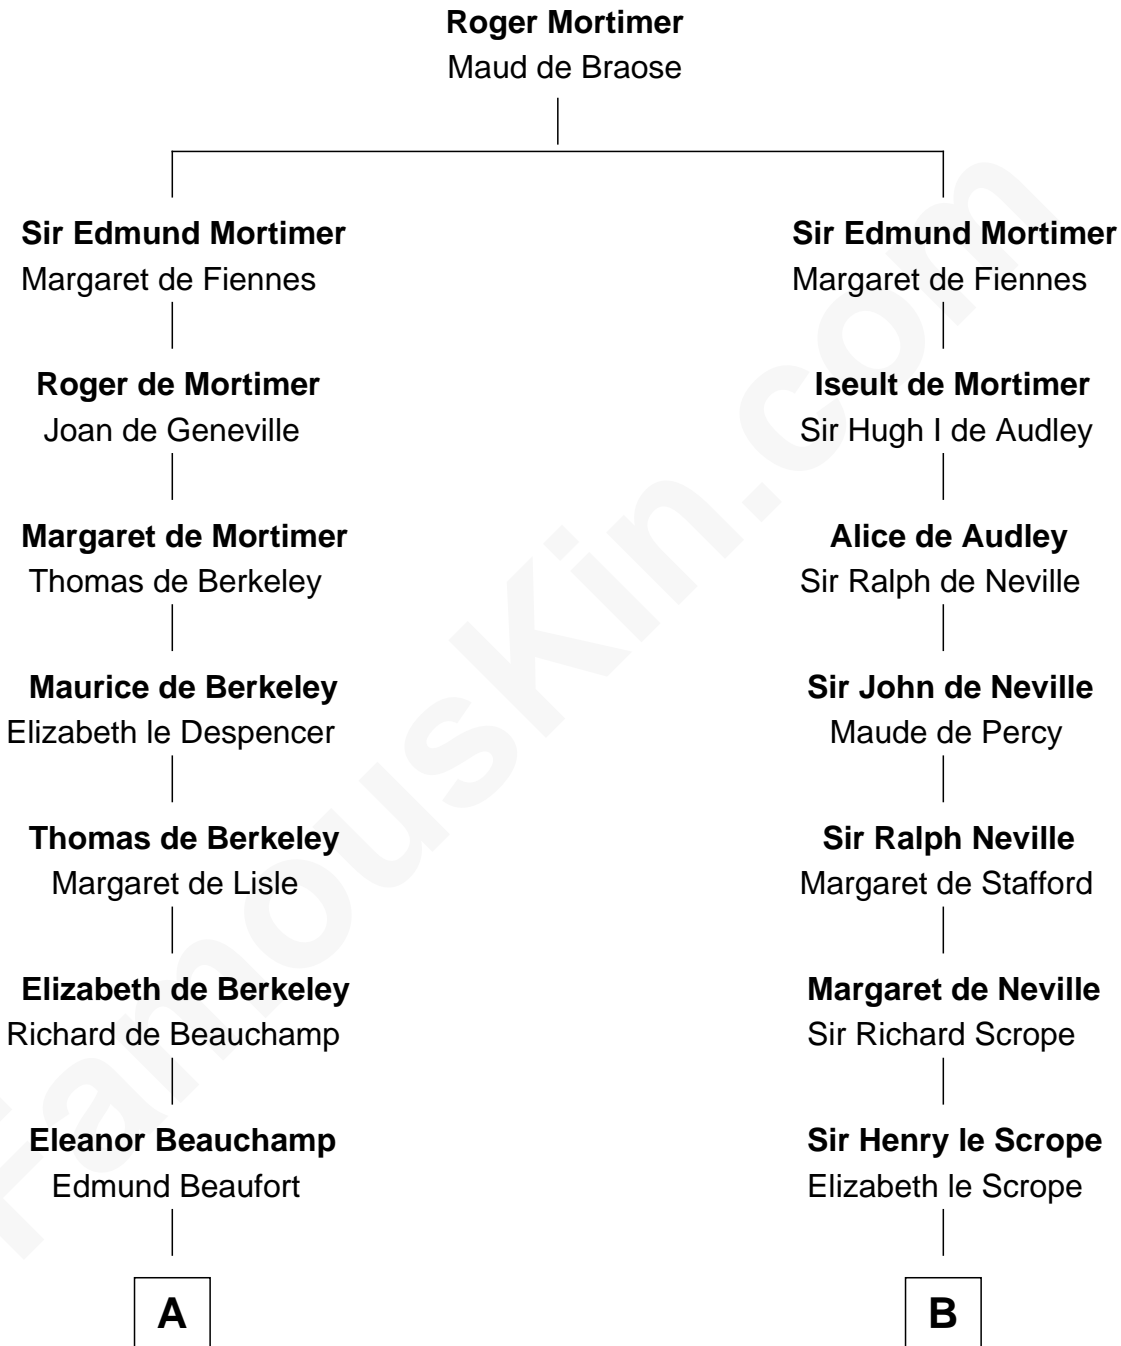 Roger Mortimer
Maud de Braose
Sir Edmund Mortimer
Margaret de Fiennes
Sir Edmund Mortimer
Margaret de Fiennes
Roger de Mortimer
Joan de Geneville
Iseult de Mortimer
Sir Hugh I de Audley
Margaret de Mortimer
Thomas de Berkeley
Alice de Audley
Sir Ralph de Neville
Maurice de Berkeley
Elizabeth le Despencer
Sir John de Neville
Maude de Percy
Thomas de Berkeley
Margaret de Lisle
Sir Ralph Neville
Margaret de Stafford
Elizabeth de Berkeley
Richard de Beauchamp
Margaret de Neville
Sir Richard Scrope
Eleanor Beauchamp
Edmund Beaufort
Sir Henry le Scrope
Elizabeth le Scrope
A
B
FamousKin.com